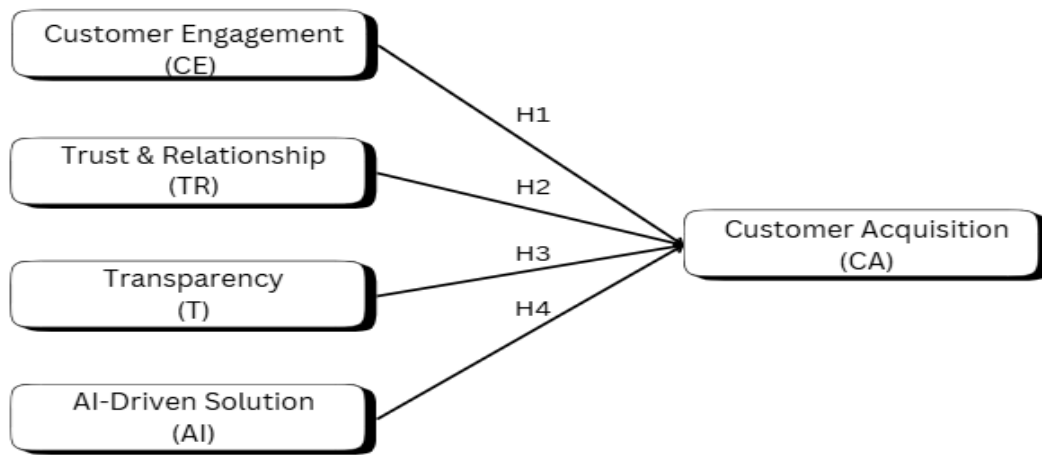 Customer Engagement
(CE)
H1
Trust & Relationship
(TR)
H2
Customer Acquisition
(CA)
H3
Transparency
(T)
H4
AI-Driven Solution
(AI)